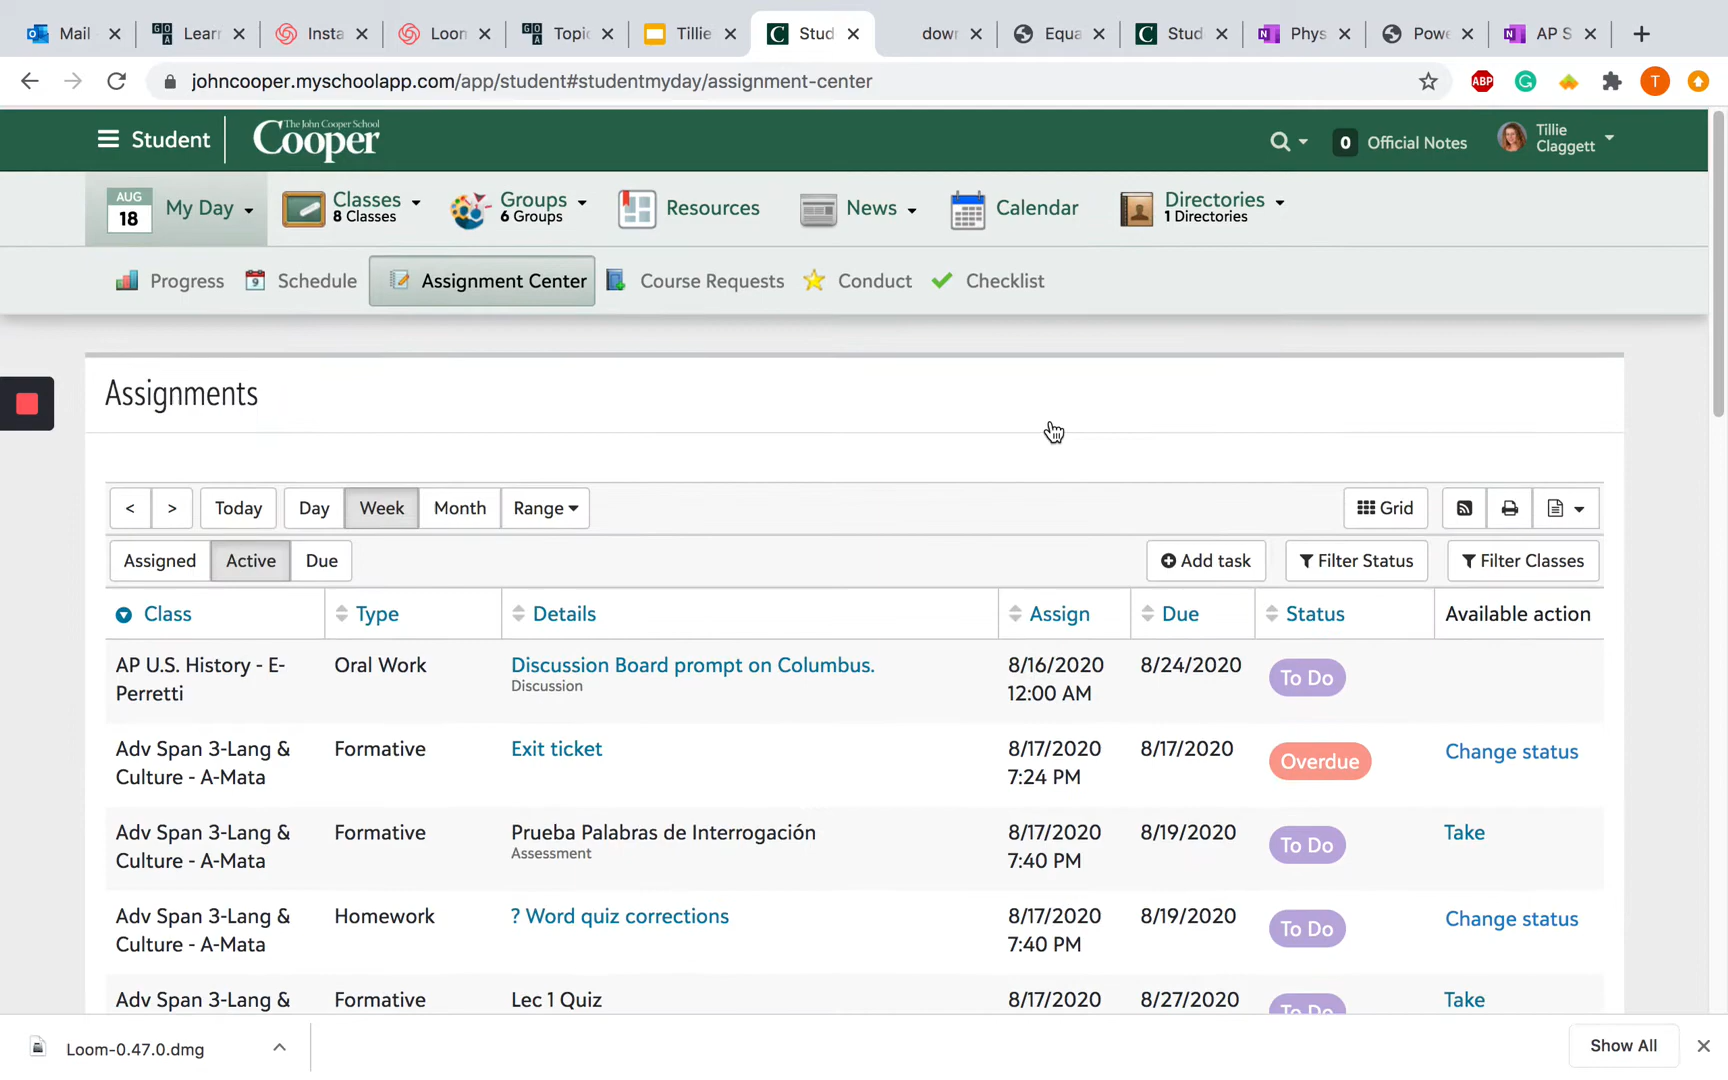 Mail
Lear
Insta
Loon
Topic
Tillie
Stud
down
Equa
Stud
Phys
Powe
AP S
johncooper.myschoolapp.com/app/student#studentmyday/assignment-center
ABP
T
Student
The John Cooper School
Cooper
0 Official Notes
Tillie
Claggett
AUG
18
My Day
Classes
8 Classes
Groups
6 Groups
Resources
News
Calendar
Directories
1 Directories
Progress
9
Schedule
Assignment Center
Course Requests
Conduct
Checklist
Assignments
< > Today Day Week Month Range Grid
Assigned Active Due Add task Filter Status Filter Classes
Class Type Details Assign Due Status Available action
AP U.S. History - E- Oral Work Discussion Board prompt on Columbus. 8/16/2020 8/24/2020 To Do
Perretti Discussion 12:00 AM
Adv Span 3-Lang & Formative Exit ticket 8/17/2020 8/17/2020 Overdue Change status
Culture - A-Mata 7:24 PM
Adv Span 3-Lang & Formative Prueba Palabras de Interrogación 8/17/2020 8/19/2020 To Do Take
Culture - A-Mata Assessment 7:40 PM
Adv Span 3-Lang & Homework ? Word quiz corrections 8/17/2020 8/19/2020 To Do Change status
Culture - A-Mata 7:40 PM
Adv Span 3-Lang & Formative Lec 1 Quiz 8/17/2020 8/27/2020 To Do Take
Loom-0.47.0.dmg
Show All